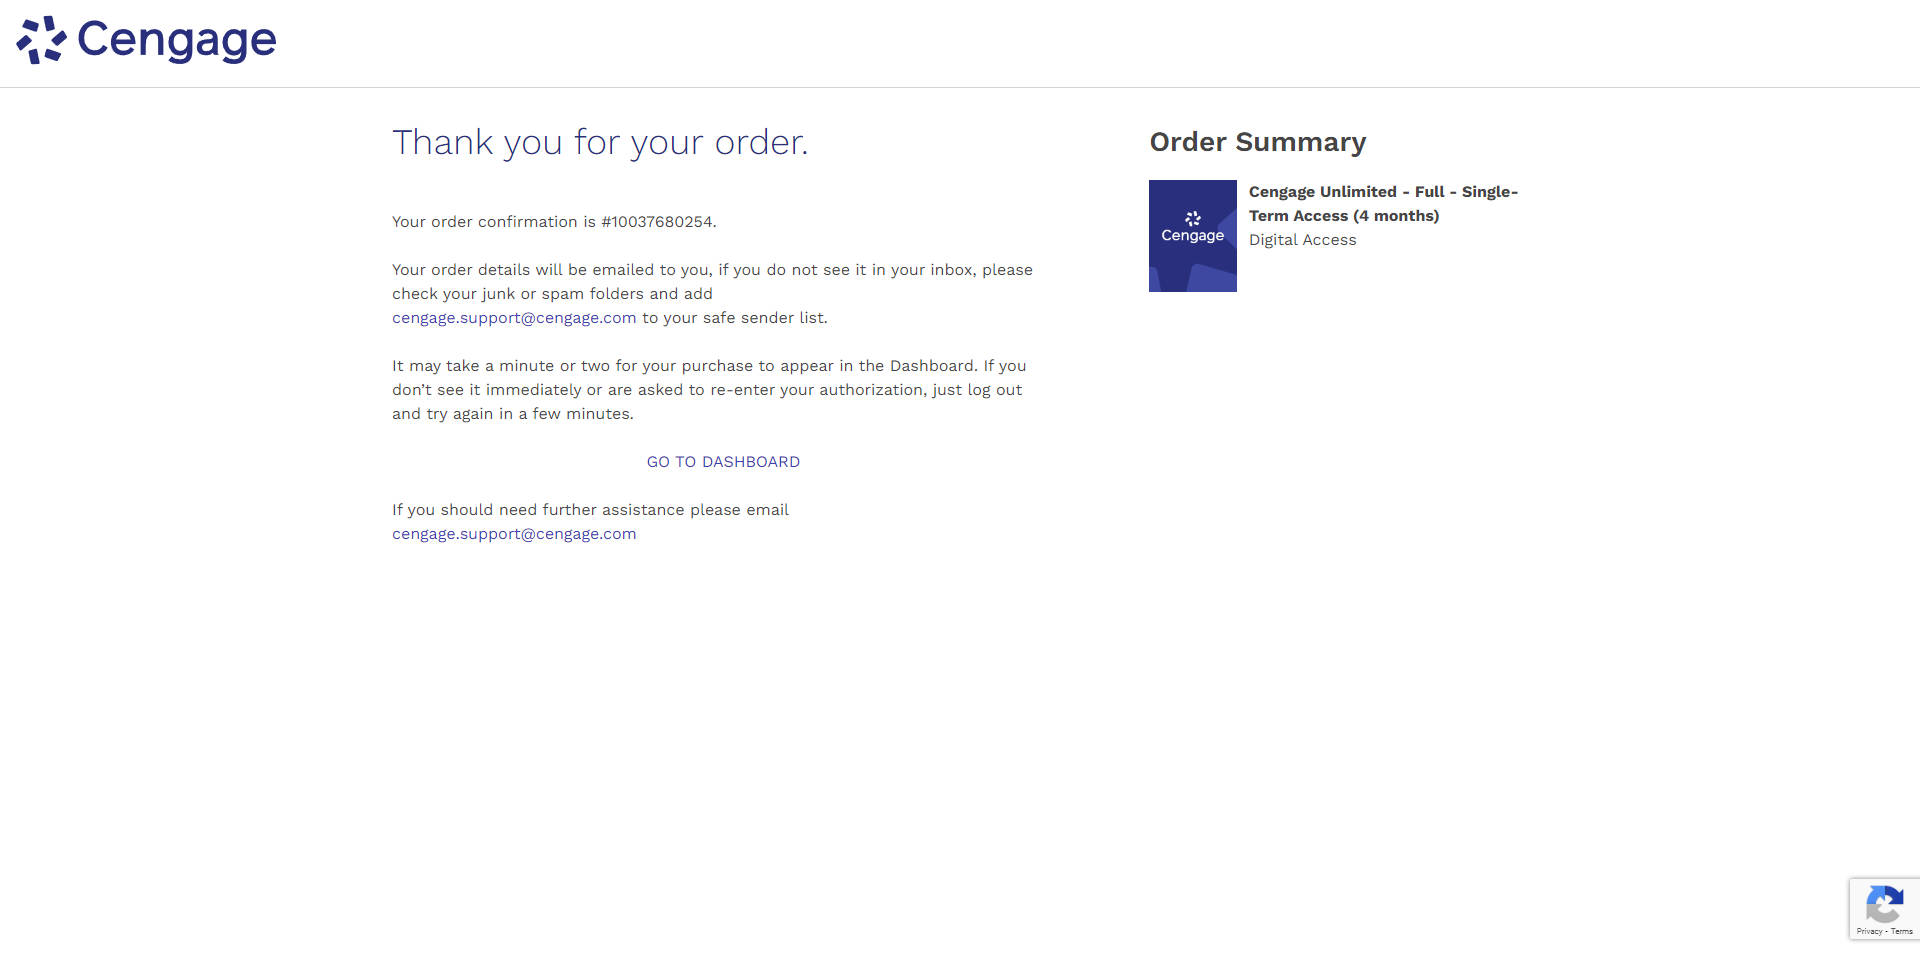 Cengage
Thank you for your order.
Your order confirmation is #10037680254.
Your order details will be emailed to you, if you do not see it in your inbox, please
check your junk or spam folders and add
cengage.support@cengage.com to your safe sender list.
It may take a minute or two for your purchase to appear in the Dashboard. If you
don’t see it immediately or are asked to re-enter your authorization, just log out
and try again in a few minutes.
GO TO DASHBOARD
If you should need further assistance please email
cengage.support@cengage.com
Order Summary
Cengage
Cengage Unlimited - Full - Single-
Term Access (4 months)
Digital Access
Privacy - Terms